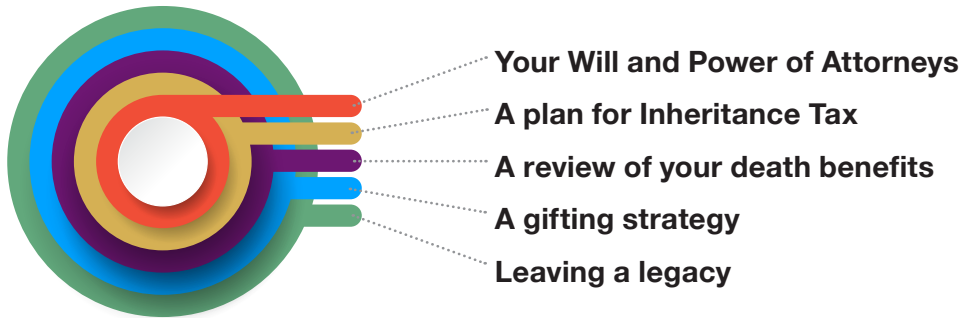 Your Will and Power of Attorneys
A plan for Inheritance Tax
A review of your death benefits
A gifting strategy
Leaving a legacy